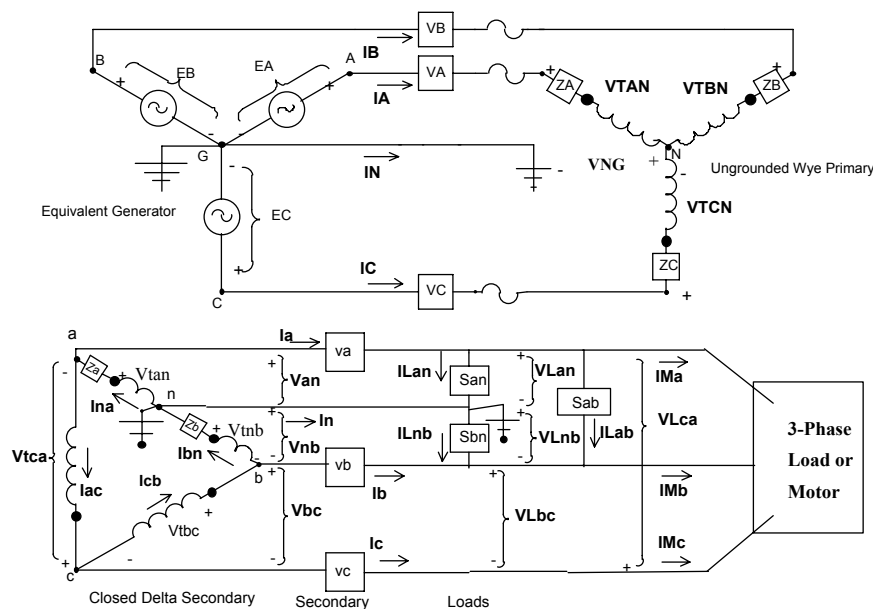 VB
IB
B
EB
EA
A
VA
IA
+
+
-
-
G
IN
-
+
ZA
VTAN
VTBN
+
ZB
VNG
+
N
-
Ungrounded Wye Primary
Equivalent Generator
-
EC
+
C
VTCN
ZC
+
IC
VC
a
Ia
va
-
Za
+
Vtan
+
Van
-
ILan
San
+
VLan
-
Sab
IMa
Ina
n
Zb
+
Vtnb
-
+
In
Vnb
-
ILnb
Sbn
+
VLnb
-
ILab
VLca
3-Phase
Load or
Motor
Vtca
Ibn
b
vb
Ib
IMb
Iac
Icb
+
Vtbc
-
+
Vbc
-
+
VLbc
-
Ic
IMc
+
c
vc
+
Closed Delta Secondary
Secondary
Loads